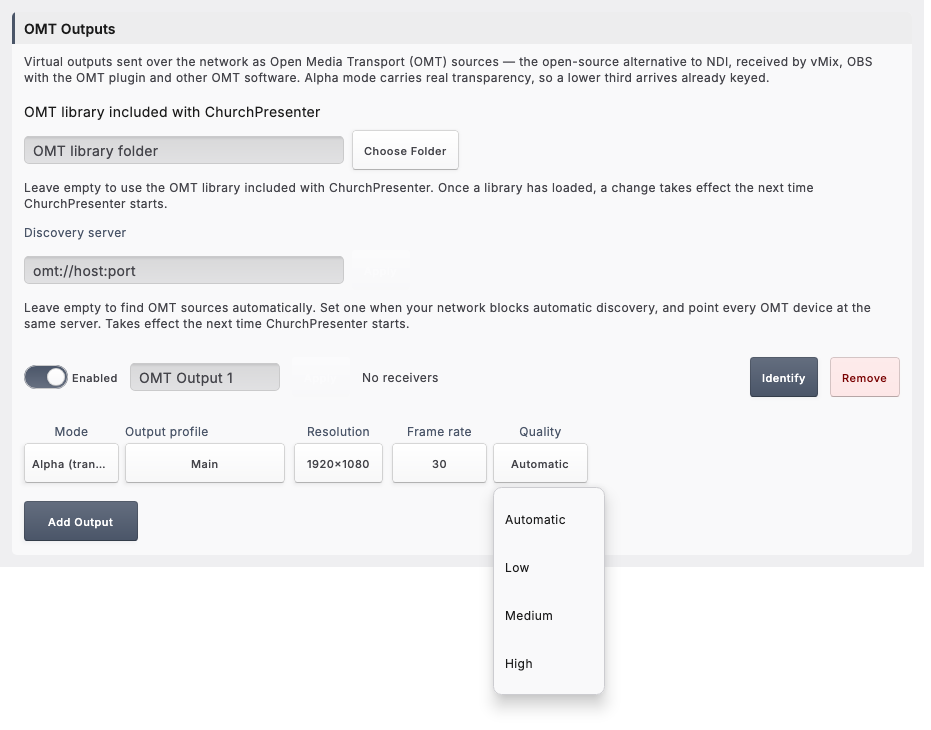 OMT Outputs
Virtual outputs sent over the network as Open Media Transport (OMT) sources — the open-source alternative to NDI, received by vMix, OBS
with the OMT plugin and other OMT software. Alpha mode carries real transparency, so a lower third arrives already keyed.
OMT library included with ChurchPresenter
OMT library folder
Choose Folder
Leave empty to use the OMT library included with ChurchPresenter. Once a library has loaded, a change takes effect the next time
ChurchPresenter starts.
Discovery server
omt://host:port
Leave empty to find OMT sources automatically. Set one when your network blocks automatic discovery, and point every OMT device at the
same server. Takes effect the next time ChurchPresenter starts.
Enabled
OMT Output 1
No receivers
Identify
Remove
Mode
Output profile
Resolution
Frame rate
Quality
Alpha (tran...
Main
1920×1080
30
Automatic
Add Output
Automatic
Low
Medium
High